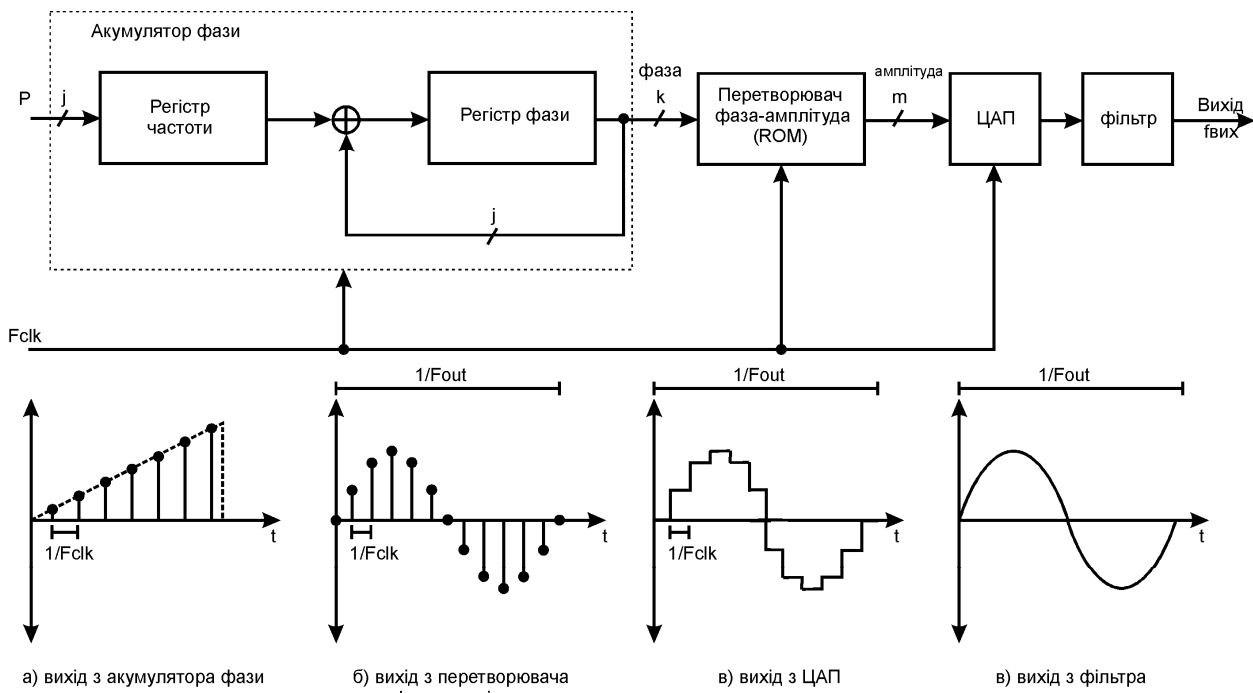 Акумулятор фази
P
j
Регістр
частоти
Регістр фази
j
фаза
k
Перетворювач
фаза-амплітуда
(ROM)
амплітуда
m
ЦАП
фільтр
Вихід
fвих
Fclk
1/Fout
1/Fout
1/Fout
t
1/Fclk
t
1/Fclk
t
1/Fclk
t
а) вихід з акумулятора фази
б) вихід з перетворювача
в) вихід з ЦАП
в) вихід з фільтра